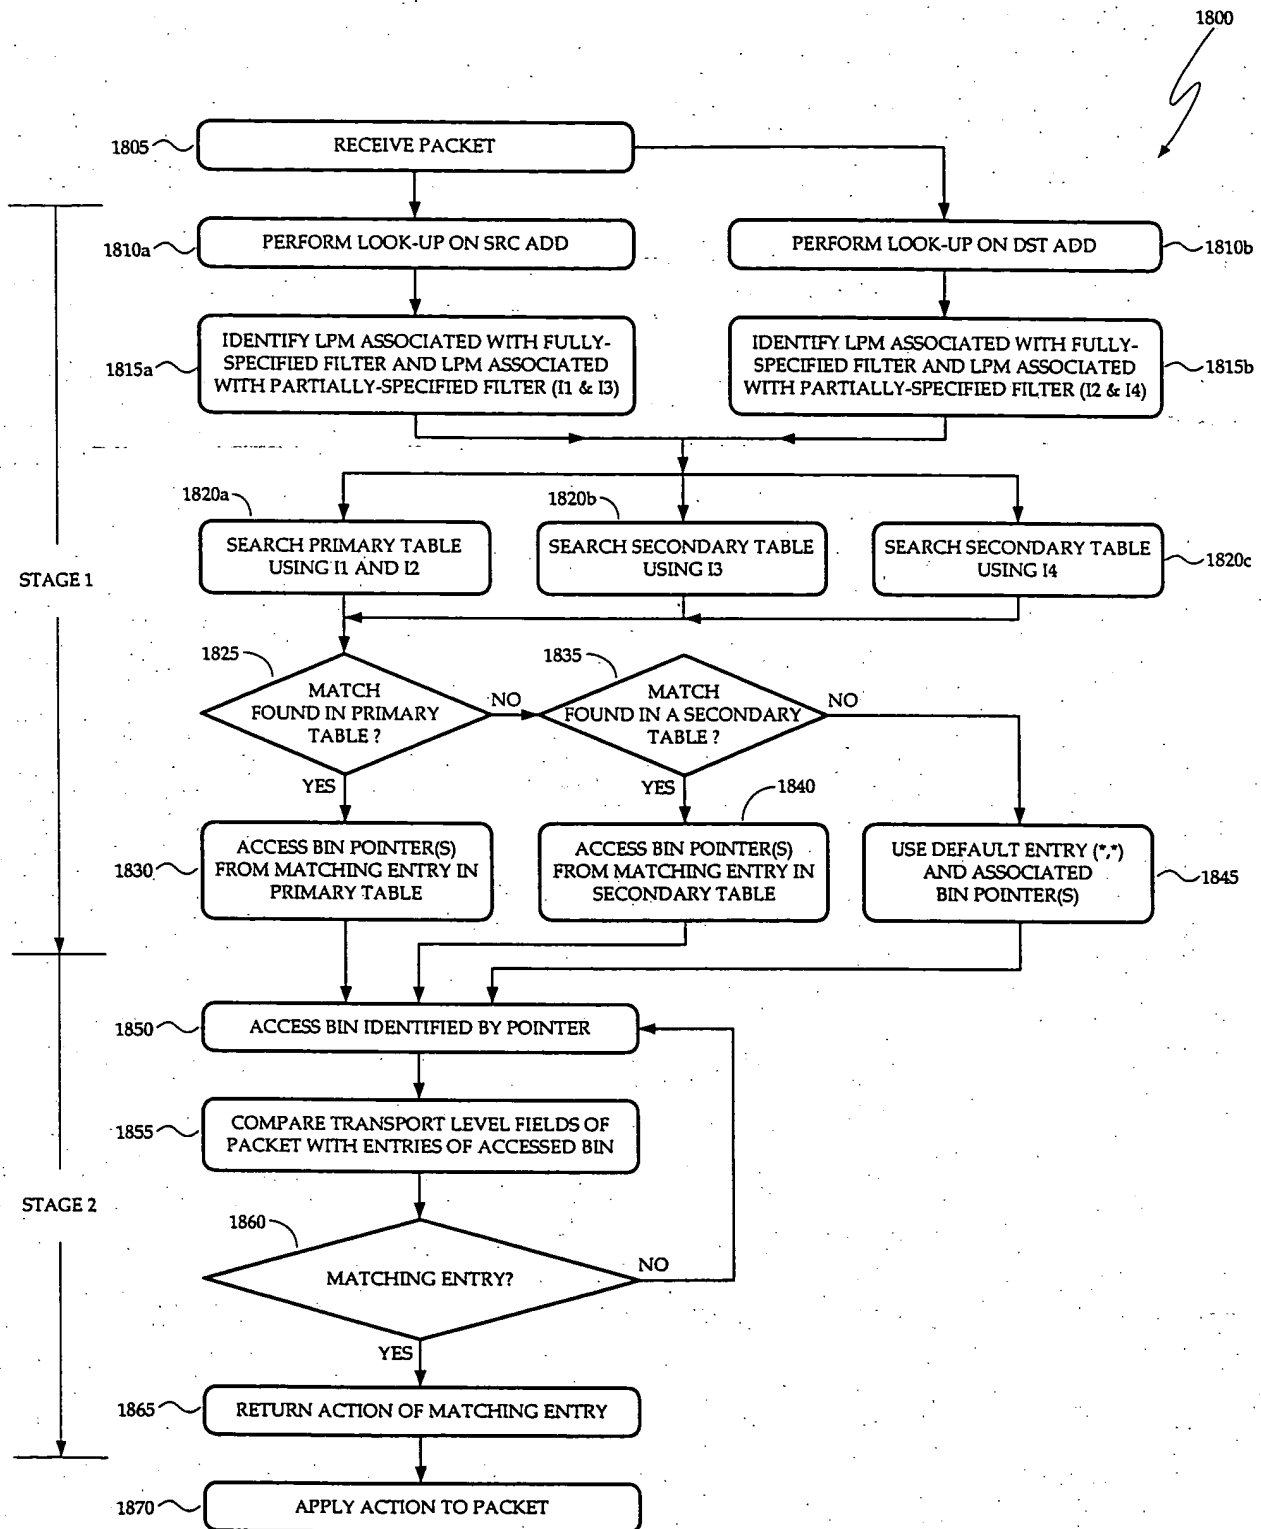 1800
1805
RECEIVE PACKET
1810a
PERFORM LOOK-UP ON SRC ADD
PERFORM LOOK-UP ON DST ADD
1810b
1815a
IDENTIFY LPM ASSOCIATED WITH FULLY-
SPECIFIED FILTER AND LPM ASSOCIATED
WITH PARTIALLY-SPECIFIED FILTER (I1 & I3)
IDENTIFY LPM ASSOCIATED WITH FULLY-
SPECIFIED FILTER AND LPM ASSOCIATED
WITH PARTIALLY-SPECIFIED FILTER (I2 & I4)
1815b
1820a
SEARCH PRIMARY TABLE
USING I1 AND I2
1820b
SEARCH SECONDARY TABLE
USING I3
SEARCH SECONDARY TABLE
USING I4
1820c
STAGE 1
1825
MATCH
FOUND IN PRIMARY
TABLE ?
NO
YES
1835
MATCH
FOUND IN A SECONDARY
TABLE ?
NO
YES
1830
ACCESS BIN POINTER(S)
FROM MATCHING ENTRY IN
PRIMARY TABLE
1840
ACCESS BIN POINTER(S)
FROM MATCHING ENTRY IN
SECONDARY TABLE
USE DEFAULT ENTRY (*,*)
AND ASSOCIATED
BIN POINTER(S)
1845
1850
ACCESS BIN IDENTIFIED BY POINTER
1855
COMPARE TRANSPORT LEVEL FIELDS OF
PACKET WITH ENTRIES OF ACCESSED BIN
STAGE 2
1860
MATCHING ENTRY?
NO
YES
1865
RETURN ACTION OF MATCHING ENTRY
1870
APPLY ACTION TO PACKET